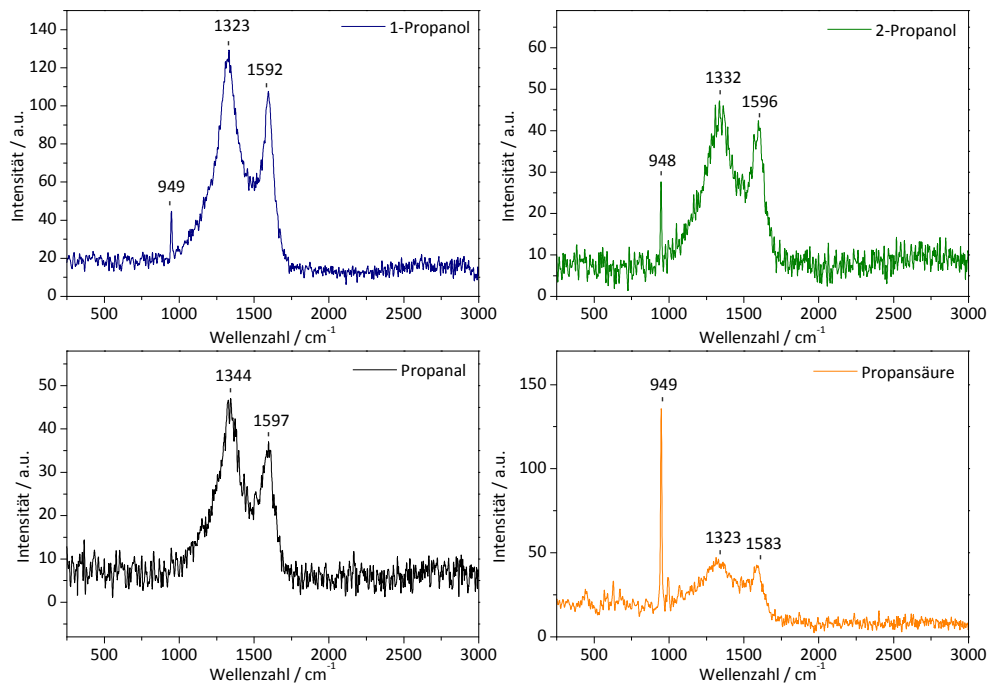 1-Propanol
1323
1592
949
Intensität / a.u.
140
120
100
80
60
40
20
0
500 1000 1500 2000 2500 3000
Wellenzahl / cm⁻¹
2-Propanol
1332
1596
948
Intensität / a.u.
60
50
40
30
20
10
0
500 1000 1500 2000 2500 3000
Wellenzahl / cm⁻¹
Propanal
1344
1597
Intensität / a.u.
50
40
30
20
10
0
500 1000 1500 2000 2500 3000
Wellenzahl / cm⁻¹
Propansäure
949
1323
1583
Intensität / a.u.
150
100
50
0
500 1000 1500 2000 2500 3000
Wellenzahl / cm⁻¹